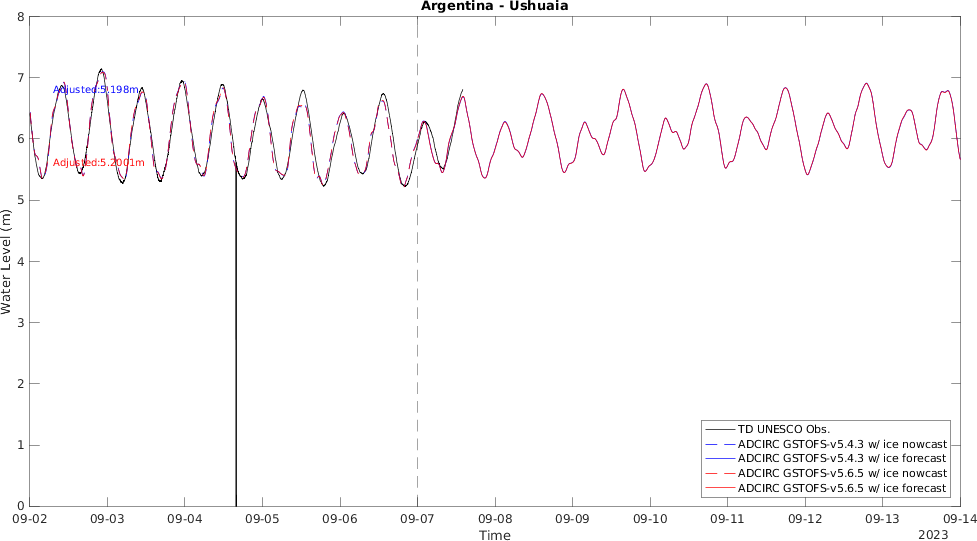 Argentina - Ushuaia
8
7
6
5
4
3
2
1
0
Water Level (m)
Adjusted:5.198m
Adjusted:5.2001m
TD UNESCO Obs.
ADCIRC GSTOFS-v5.4.3 w/ ice nowcast
ADCIRC GSTOFS-v5.4.3 w/ ice forecast
ADCIRC GSTOFS-v5.6.5 w/ ice nowcast
ADCIRC GSTOFS-v5.6.5 w/ ice forecast
09-02 09-03 09-04 09-05 09-06 09-07 09-08 09-09 09-10 09-11 09-12 09-13 09-14
Time
2023